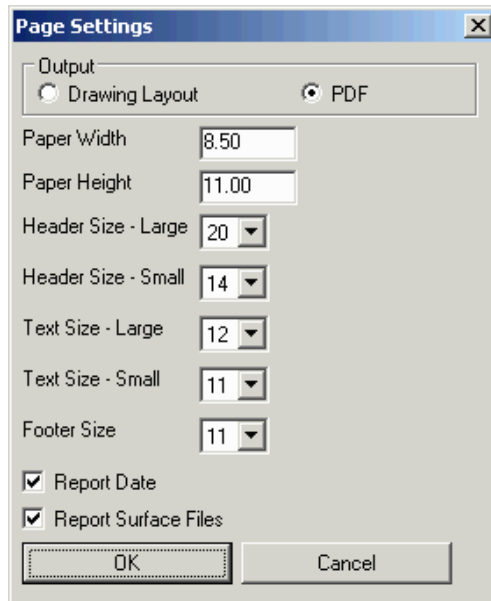 Page Settings
Output
Drawing Layout PDF
Paper Width 8.50
Paper Height 11.00
Header Size - Large 20
Header Size - Small 14
Text Size - Large 12
Text Size - Small 11
Footer Size 11
Report Date
Report Surface Files
OK Cancel